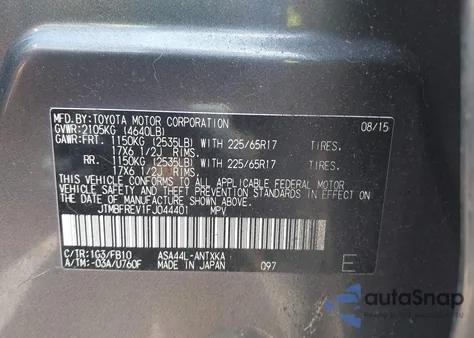 MFD.BY: TOYOTA MOTOR CORPORATION 08/15
GVWR: 2105KG (4640LB)
GAWR: FRT. 1150KG (2535LB) WITH 225/65R17 TIRES.
17X6 1/2J RIMS.
RR. 1150KG (2535LB) WITH 225/65R17 TIRES.
17X6 1/2J RIMS.
THIS VEHICLE CONFORMS TO ALL APPLICABLE FEDERAL MOTOR
VEHICLE SAFETY, BUMPER, AND THEFT PREVENTION STANDARDS IN EFFECT ON
THE DATE OF MANUFACTURE SHOWN ABOVE.
JTMBFREV1FJ044401 MPV
C/TR: 1G3/FB10 ASA44L-ANTXKA
A/TM: -03A/U760F MADE IN JAPAN 097 E
autoSnap